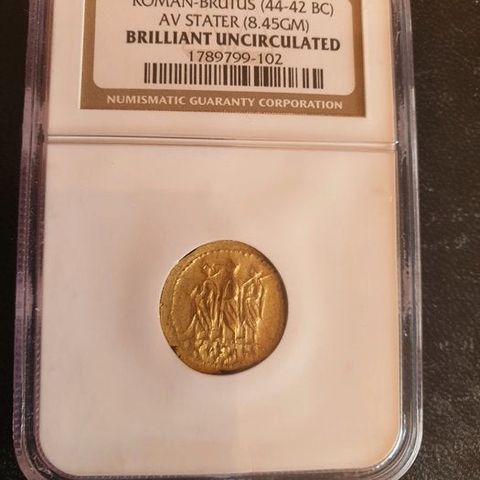 ROMAN-BRUTUS (44-42 BC)
AV STATER (8.45GM)
BRILLIANT UNCIRCULATED
1789799-102
NUMISMATIC GUARANTY CORPORATION